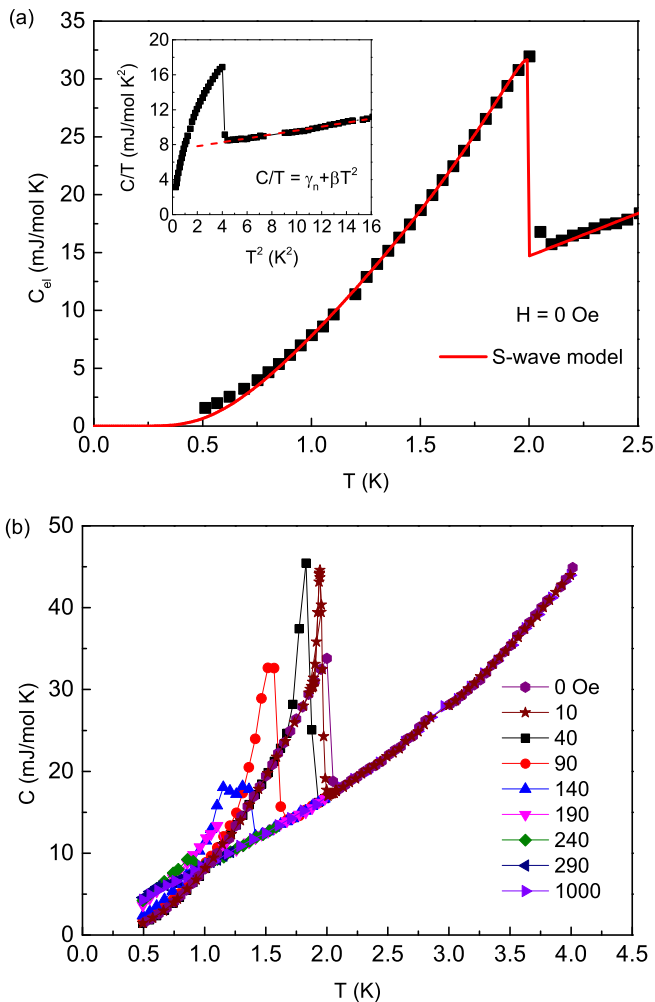 (a)
35
30
25
20
15
10
5
0
C_el (mJ/mol K)
20
16
12
8
4
0
C/T (mJ/mol K²)
C/T = γₙ+βT²
0 2 4 6 8 10 12 14 16
T² (K²)
H = 0 Oe
S-wave model
0.0 0.5 1.0 1.5 2.0 2.5
T (K)
(b)
50
40
30
20
10
0
C (mJ/mol K)
0 Oe
10
40
90
140
190
240
290
1000
0.0 0.5 1.0 1.5 2.0 2.5 3.0 3.5 4.0 4.5
T (K)